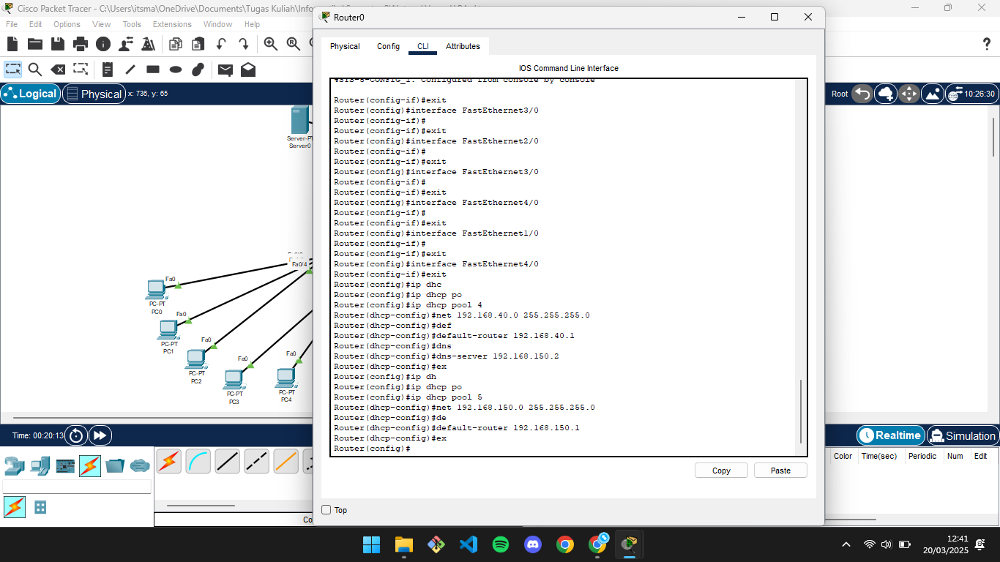 Cisco Packet Tracer - C:\Users\itsma\OneDrive\Documents\Tugas Kuliah\Info
Router0
File Edit Options View Tools Extensions Window Help
Physical Config CLI Attributes
IOS Command Line Interface
Logical Physical x: 736, y: 65
Root 10:26:30
%SYS-5-CONFIG_I: Configured from console by console
Router(config-if)#exit
Router(config)#interface FastEthernet3/0
Router(config-if)#
Router(config-if)#exit
Router(config)#interface FastEthernet2/0
Router(config-if)#
Router(config-if)#exit
Router(config)#interface FastEthernet3/0
Router(config-if)#
Router(config-if)#exit
Router(config)#interface FastEthernet4/0
Router(config-if)#
Router(config-if)#exit
Router(config)#interface FastEthernet1/0
Router(config-if)#
Router(config-if)#exit
Router(config)#interface FastEthernet4/0
Router(config-if)#exit
Router(config)#ip dhc
Router(config)#ip dhcp po
Router(config)#ip dhcp pool 4
Router(dhcp-config)#net 192.168.40.0 255.255.255.0
Router(dhcp-config)#def
Router(dhcp-config)#default-router 192.168.40.1
Router(dhcp-config)#dns
Router(dhcp-config)#dns-server 192.168.150.2
Router(dhcp-config)#ex
Router(config)#ip dh
Router(config)#ip dhcp po
Router(config)#ip dhcp pool 5
Router(dhcp-config)#net 192.168.150.0 255.255.255.0
Router(dhcp-config)#de
Router(dhcp-config)#default-router 192.168.150.1
Router(dhcp-config)#ex
Router(config)#
Copy Paste
Top
Server-PT
Server0
Fa0/4
Fa0
PC-PT
PC0
Fa0
PC-PT
PC1
Fa0
PC-PT
PC2
Fa0
PC-PT
PC3
Fa0
PC-PT
PC4
Time: 00:20:13
Realtime Simulation
Color Time(sec) Periodic Num Edit
Co
12:41
20/03/2025